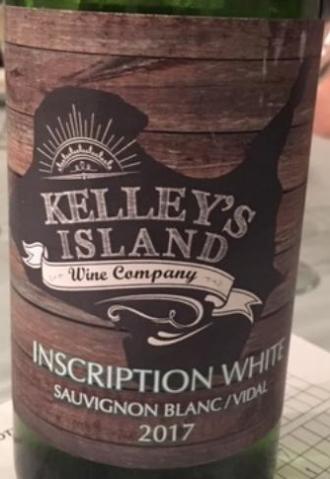 KELLEY'S
ISLAND
Wine Company
INSCRIPTION WHITE
SAUVIGNON BLANC / VIDAL
2017